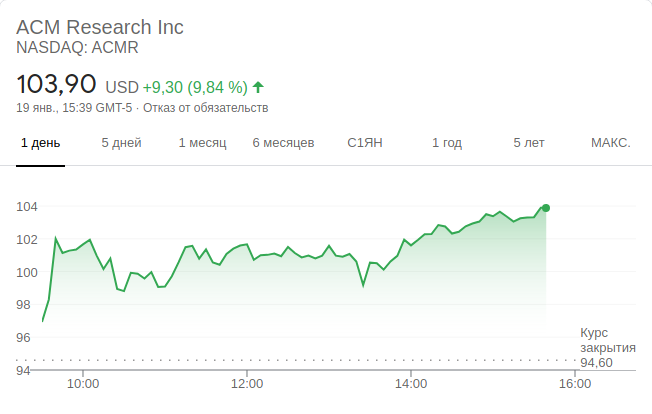 ACM Research Inc
NASDAQ: ACMR
103,90 USD +9,30 (9,84 %)
19 янв., 15:39 GMT-5 · Отказ от обязательств
1 день 5 дней 1 месяц 6 месяцев С1ЯН 1 год 5 лет МАКС.
104
102
100
98
96
Курс
закрытия
94,60
94
10:00 12:00 14:00 16:00